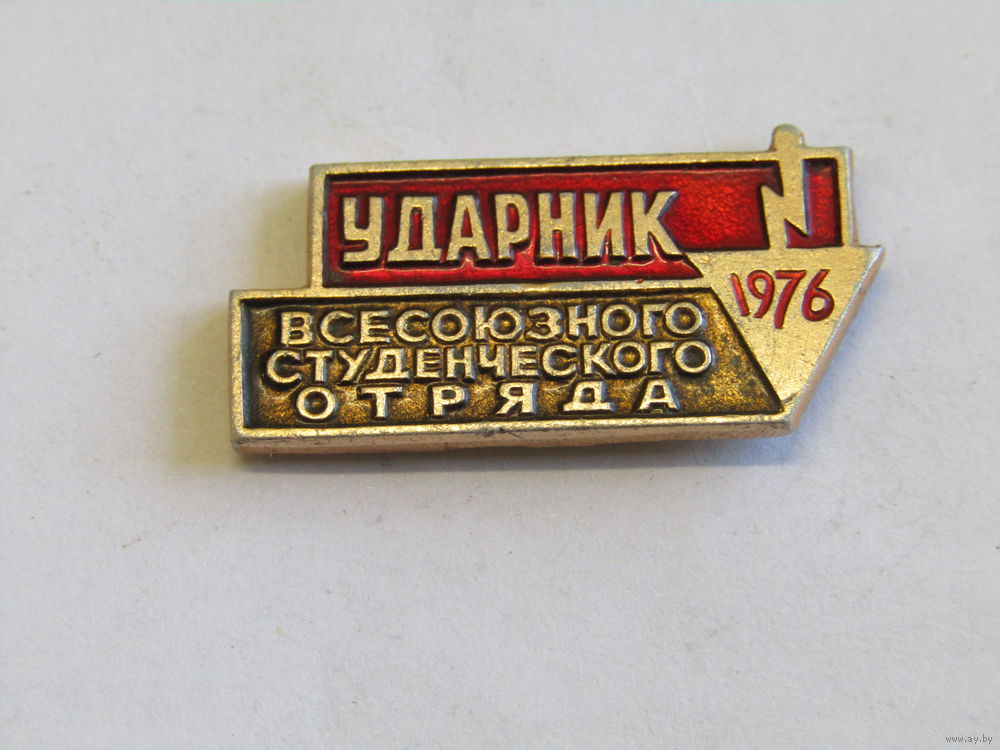 УДАРНИК
1976
ВСЕСОЮЗНОГО
СТУДЕНЧЕСКОГО
ОТРЯДА
www.ay.by